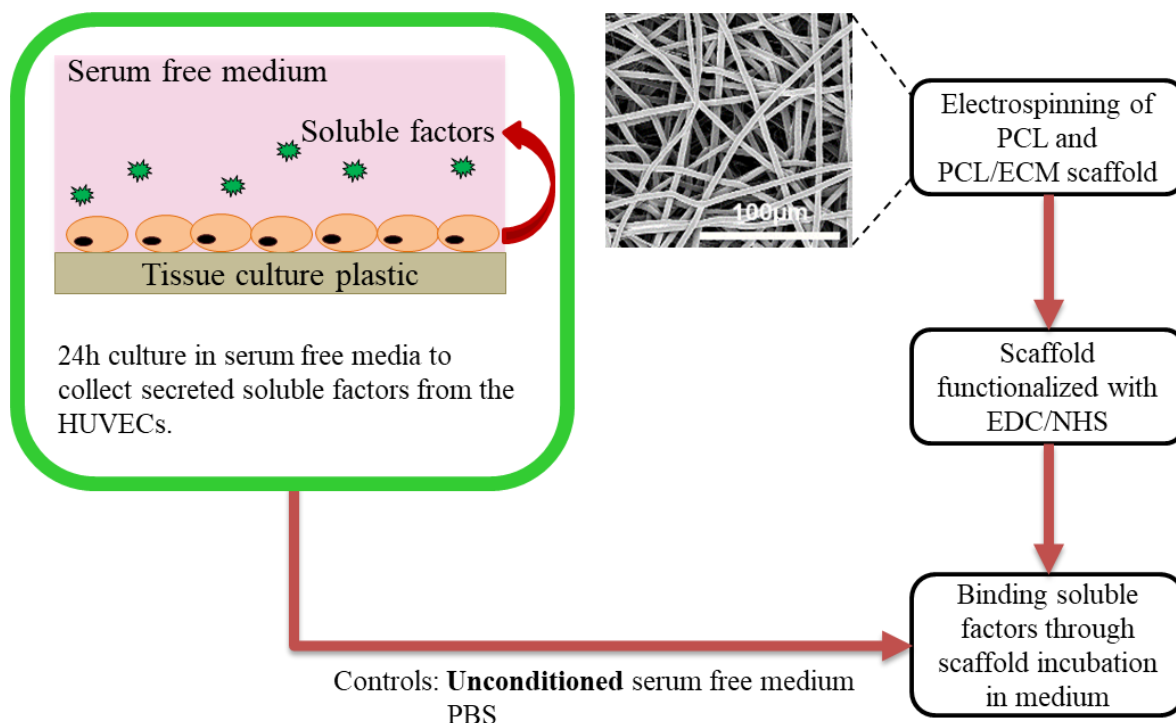 Serum free medium
Soluble factors
Tissue culture plastic
24h culture in serum free media to
collect secreted soluble factors from the
HUVECs.
100µm
Electrospinning of
PCL and
PCL/ECM scaffold
Scaffold
functionalized with
EDC/NHS
Binding soluble
factors through
scaffold incubation
in medium
Controls: Unconditioned serum free medium
PBS